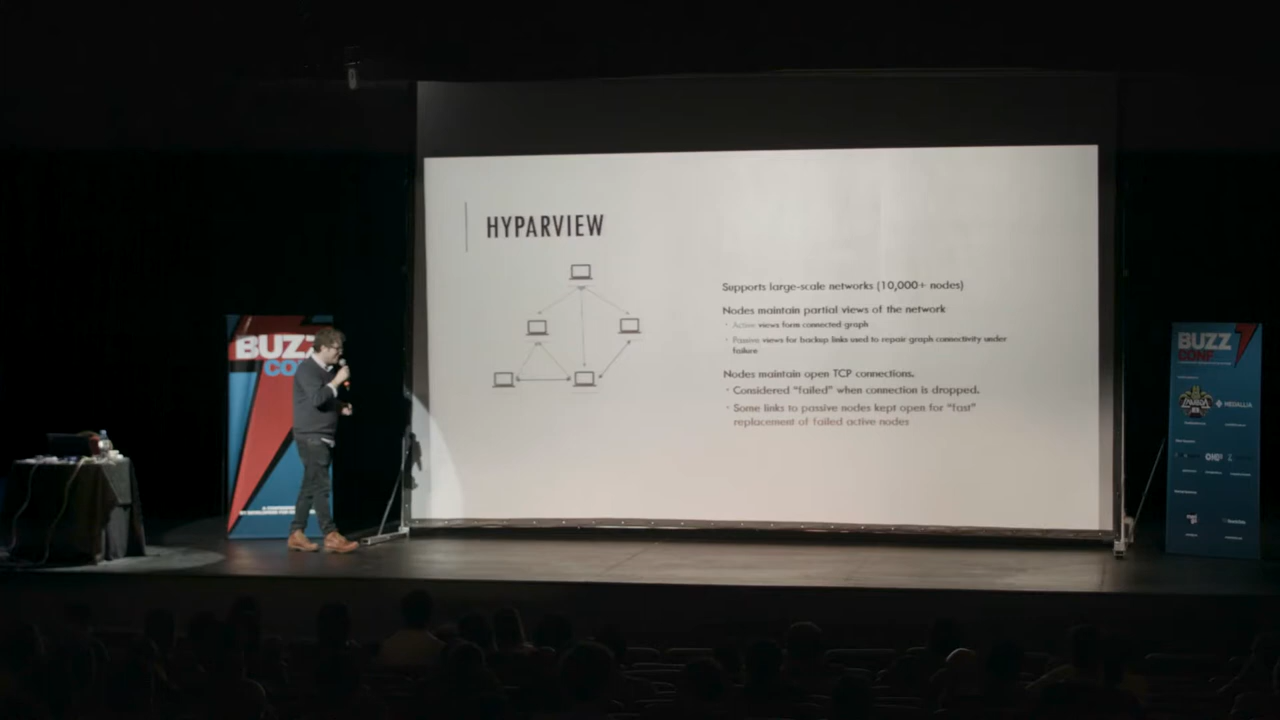 HYPARVIEW
Supports large-scale networks (10,000+ nodes)
Nodes maintain partial views of the network
Active views form connected graph
Passive views for backup links used to repair graph connectivity under
failure
Nodes maintain open TCP connections.
Considered "failed" when connection is dropped.
Some links to passive nodes kept open for "fast"
replacement of failed active nodes
BUZZ
CO
BUZZ
CONF
LAMBDA
ERALLIA